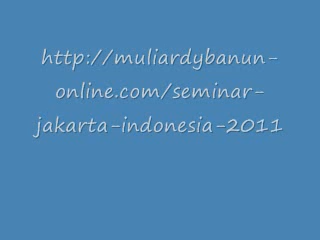 http://muliardybanun-
online.com/seminar-
jakarta-indonesia-2011